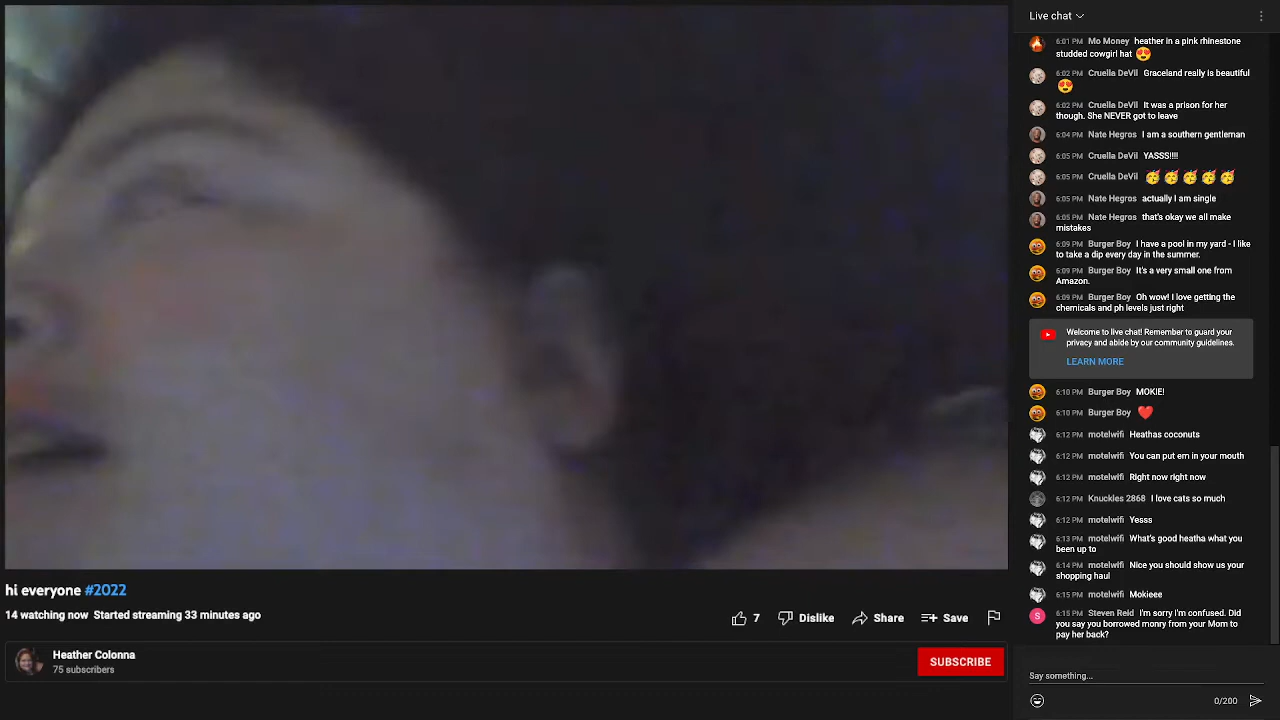 Live chat
6:01 PM Mo Money heather in a pink rhinestone
studded cowgirl hat 😍
6:02 PM Cruella DeVil Graceland really is beautiful
😍
6:02 PM Cruella DeVil It was a prison for her
though. She NEVER got to leave
6:04 PM Nate Hegros I am a southern gentleman
6:05 PM Cruella DeVil YASSS!!!!
6:05 PM Cruella DeVil 🥳🥳🥳🥳🥳
6:05 PM Nate Hegros actually I am single
6:05 PM Nate Hegros that's okay we all make
mistakes
6:09 PM Burger Boy I have a pool in my yard - I like
to take a dip every day in the summer.
6:09 PM Burger Boy It's a very small one from
Amazon.
6:09 PM Burger Boy Oh wow! I love getting the
chemicals and ph levels just right
Welcome to live chat! Remember to guard your
privacy and abide by our community guidelines.
LEARN MORE
6:10 PM Burger Boy MOKIE!
6:10 PM Burger Boy ❤️
6:12 PM motelwifi Heathas coconuts
6:12 PM motelwifi You can put em in your mouth
6:12 PM motelwifi Right now right now
6:12 PM Knuckles 2868 I love cats so much
6:12 PM motelwifi Yesss
6:13 PM motelwifi What's good heatha what you
been up to
6:14 PM motelwifi Nice you should show us your
shopping haul
6:15 PM motelwifi Mokieee
S 6:15 PM Steven Reid I'm sorry I'm confused. Did
you say you borrowed monry from your Mom to
pay her back?
Say something...
0/200
hi everyone #2022
14 watching now Started streaming 33 minutes ago
7 Dislike Share Save
Heather Colonna
75 subscribers
SUBSCRIBE